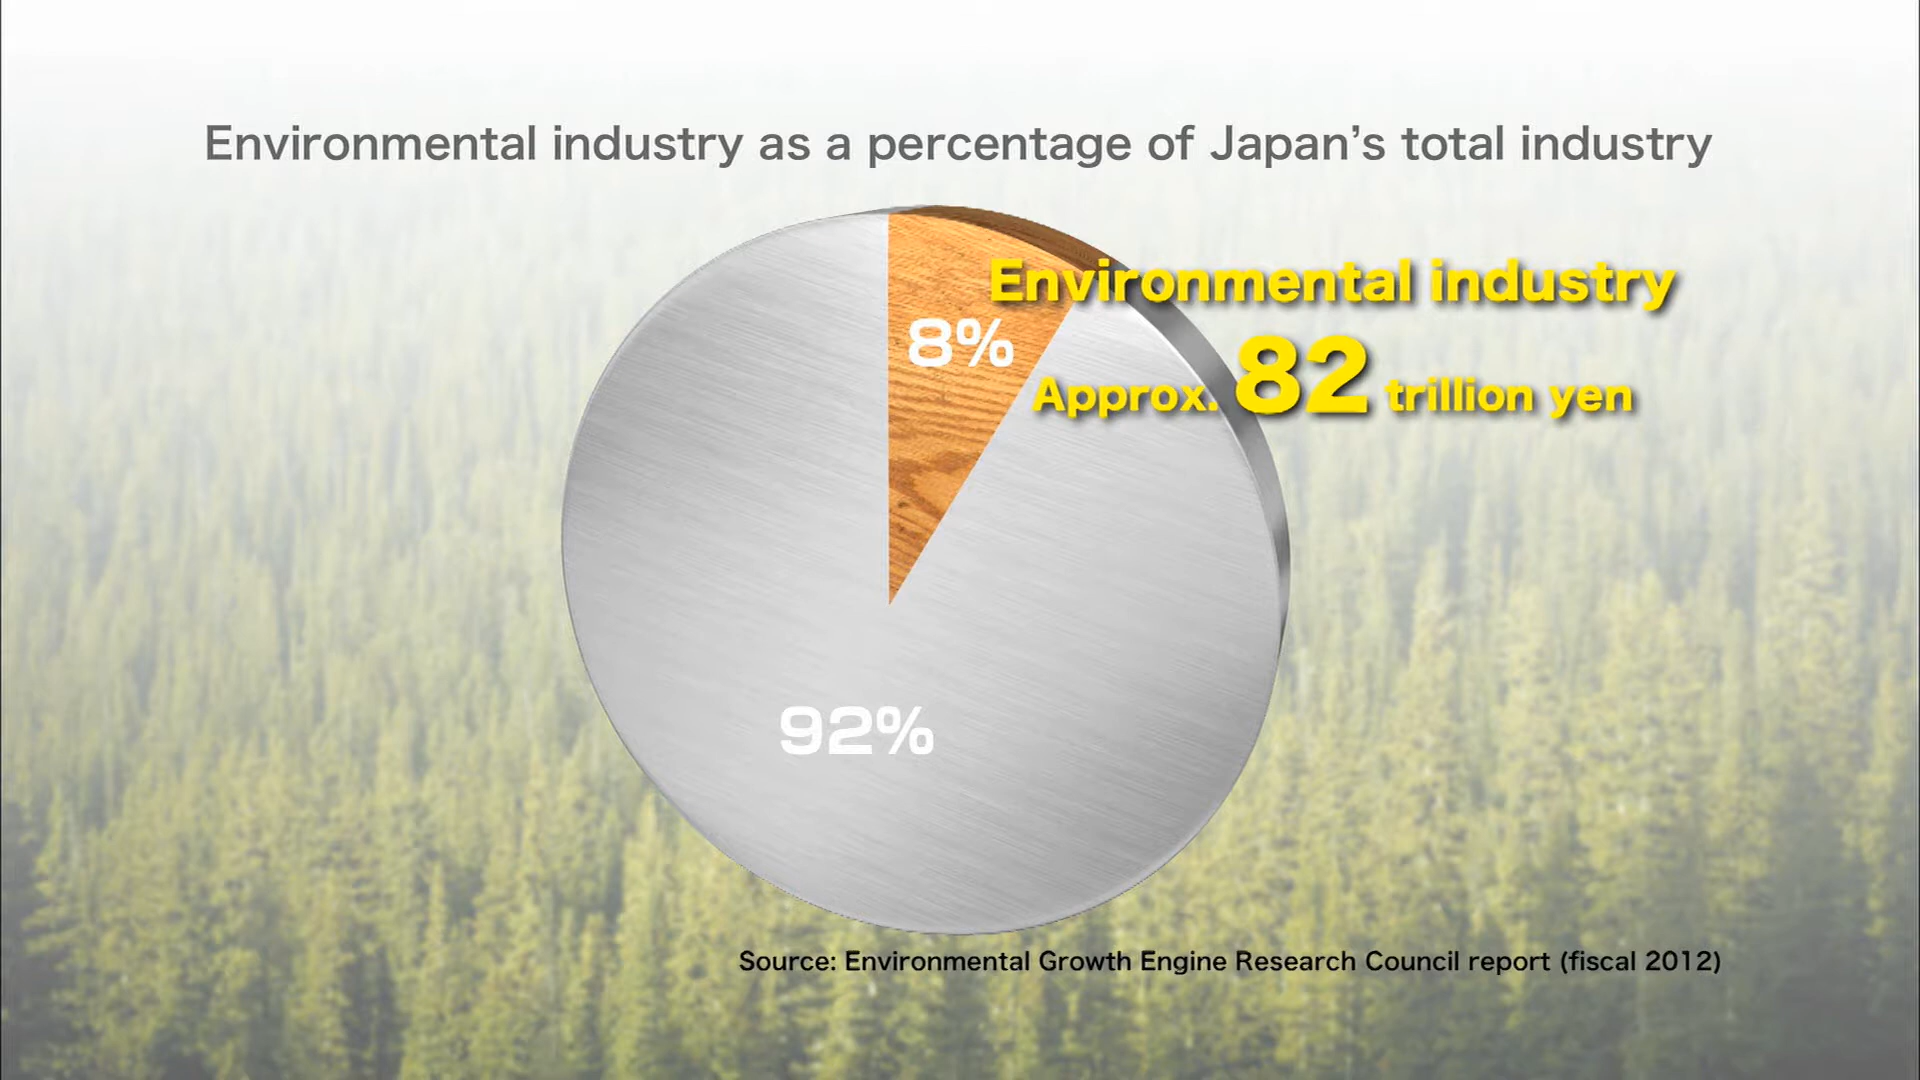 Environmental industry as a percentage of Japan’s total industry
Environmental industry
8%
Approx. 82 trillion yen
92%
Source: Environmental Growth Engine Research Council report (fiscal 2012)